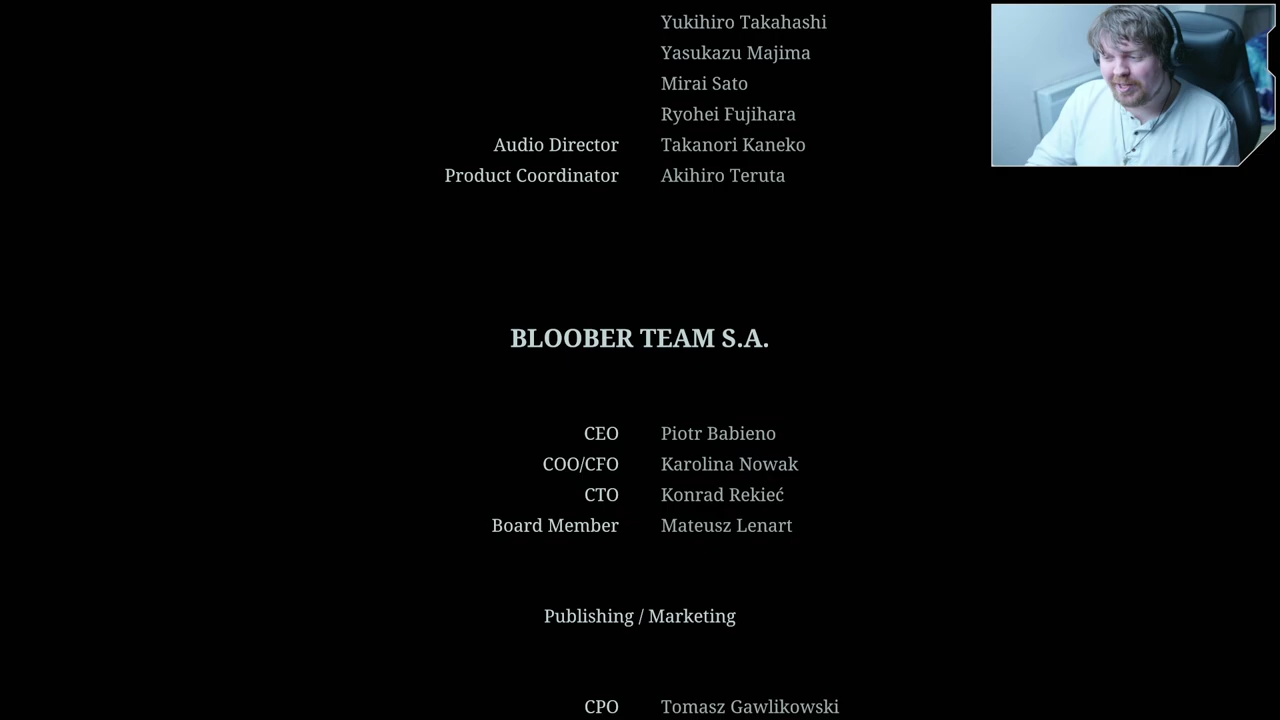 Yukihiro Takahashi
Yasukazu Majima
Mirai Sato
Ryohei Fujihara
Audio Director Takanori Kaneko
Product Coordinator Akihiro Teruta
BLOOBER TEAM S.A.
CEO Piotr Babieno
COO/CFO Karolina Nowak
CTO Konrad Rekieć
Board Member Mateusz Lenart
Publishing / Marketing
CPO Tomasz Gawlikowski